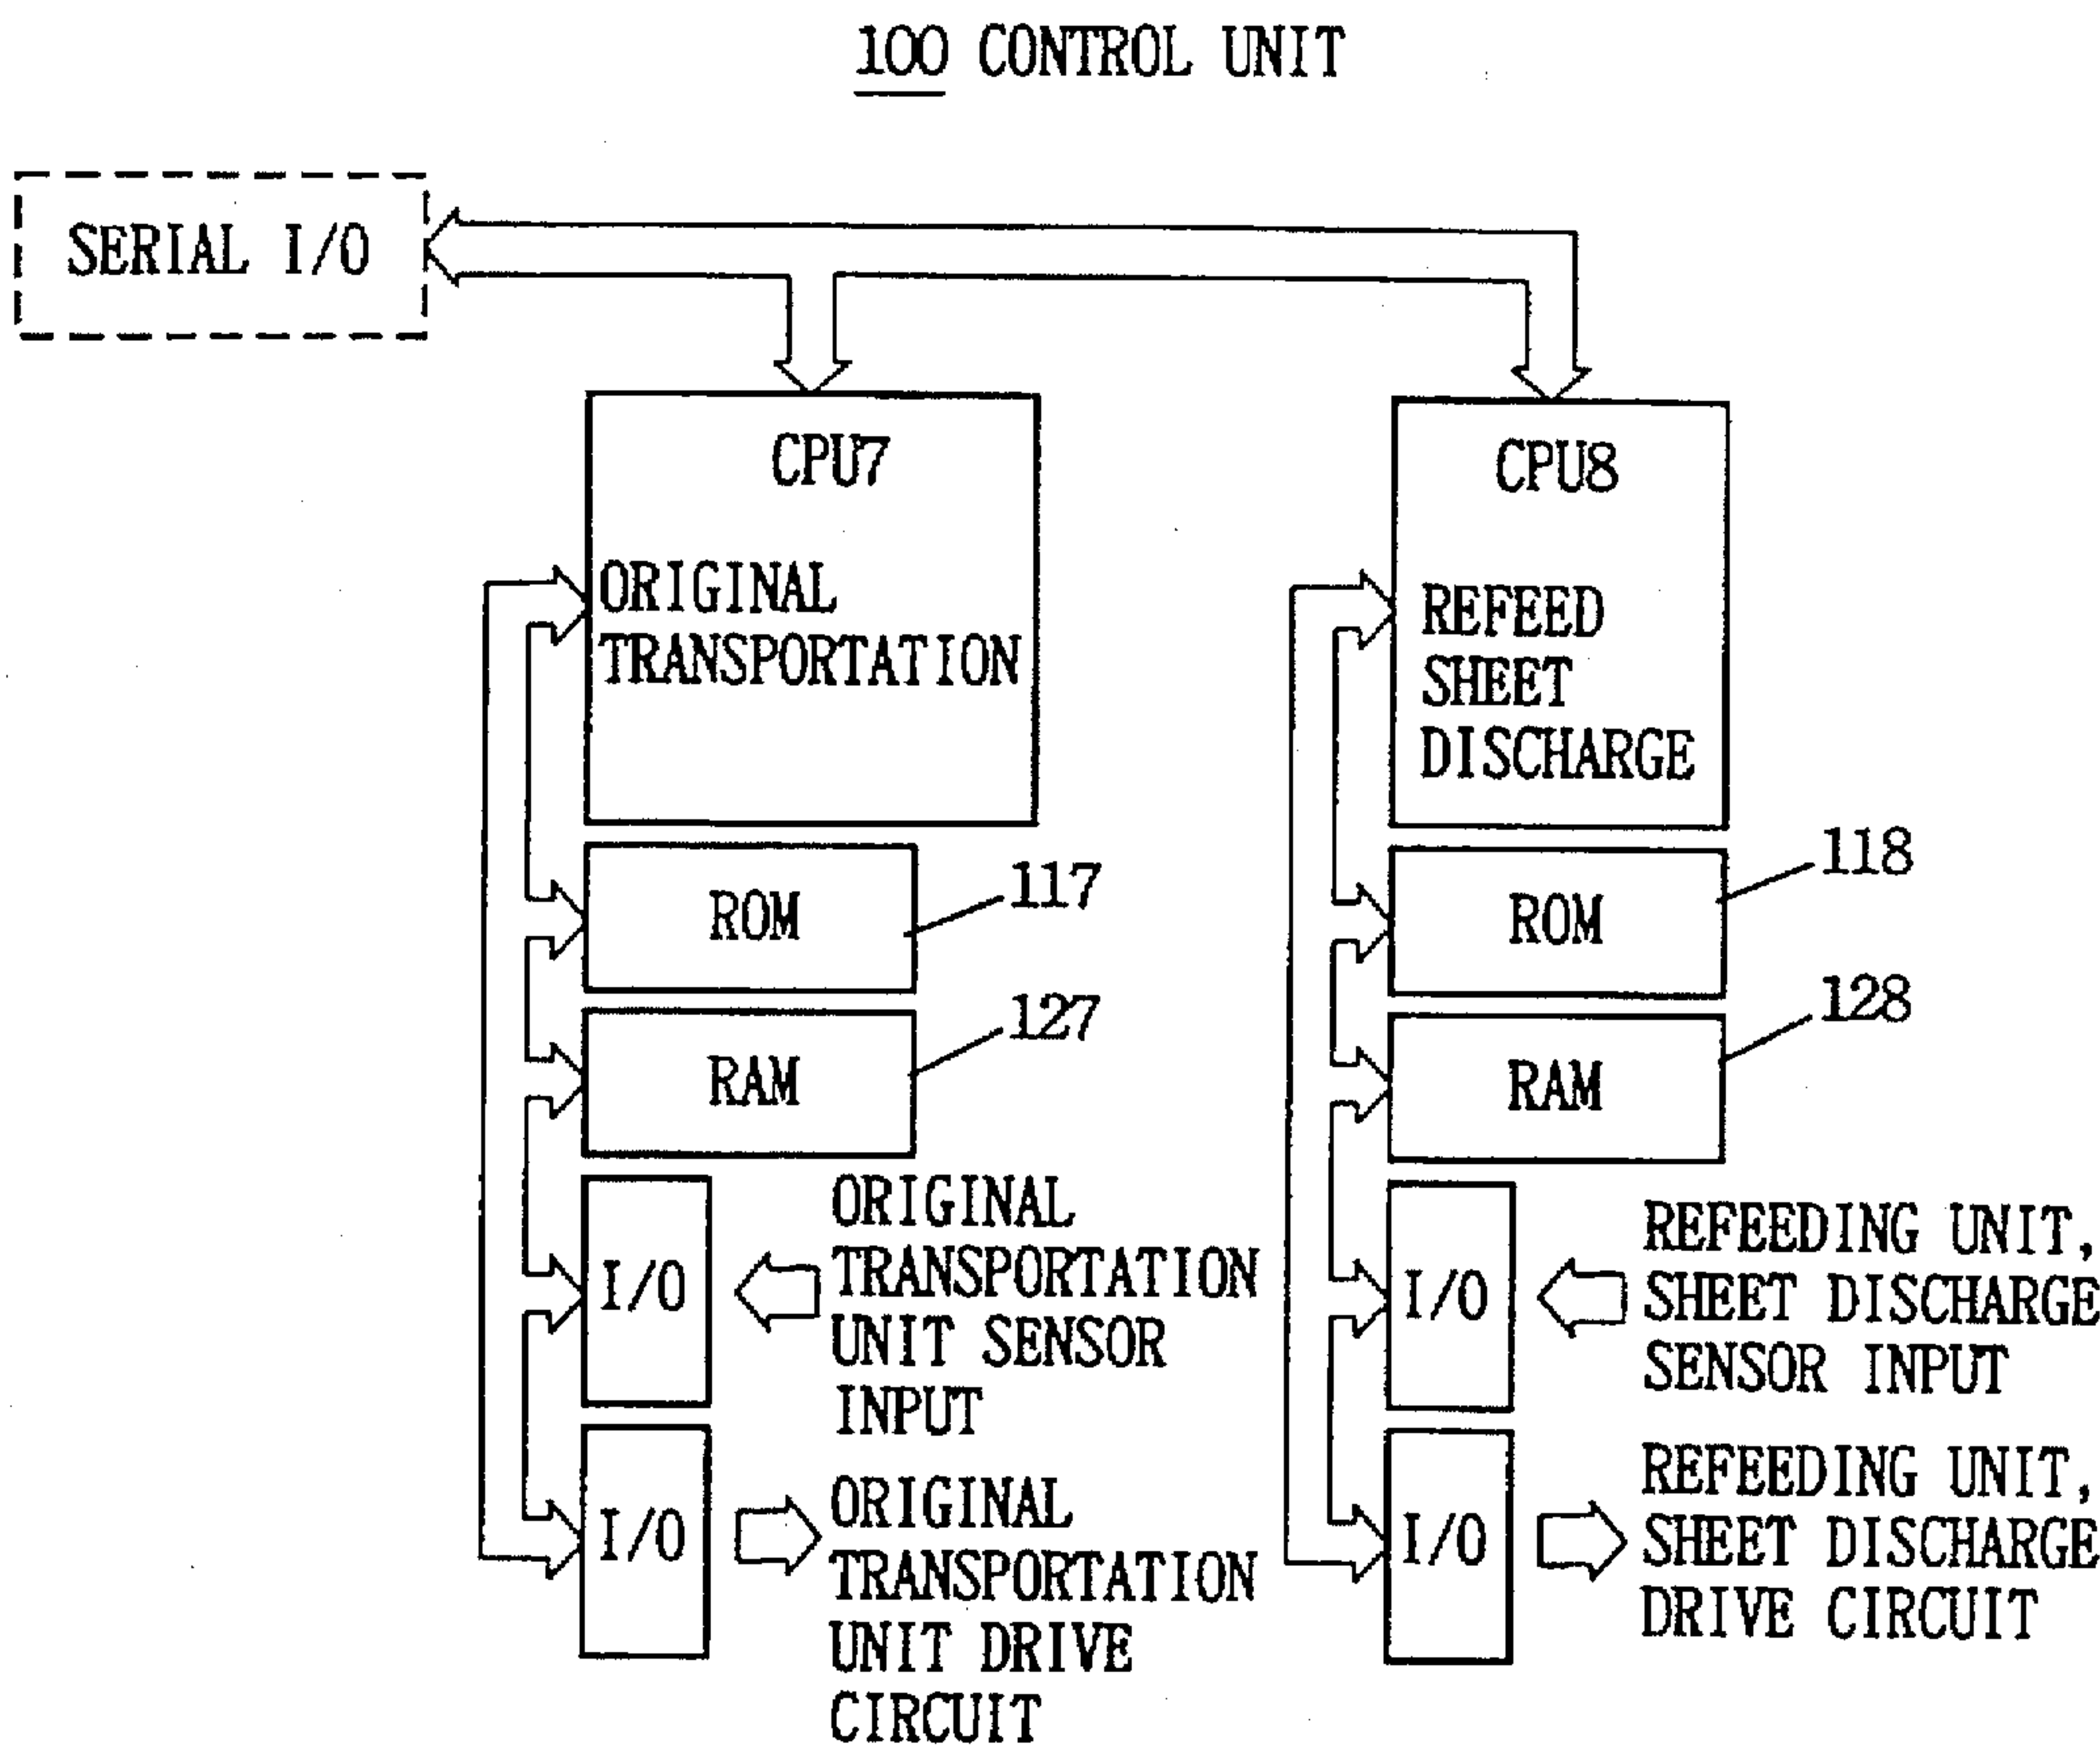 100 CONTROL UNIT
SERIAL I/O
CPU7
ORIGINAL
TRANSPORTATION
ROM
117
RAM
127
I/O
ORIGINAL
TRANSPORTATION
UNIT SENSOR
INPUT
I/O
ORIGINAL
TRANSPORTATION
UNIT DRIVE
CIRCUIT
CPU8
REFEED
SHEET
DISCHARGE
ROM
118
RAM
128
I/O
REFEEDING UNIT,
SHEET DISCHARGE
SENSOR INPUT
I/O
REFEEDING UNIT,
SHEET DISCHARGE
DRIVE CIRCUIT